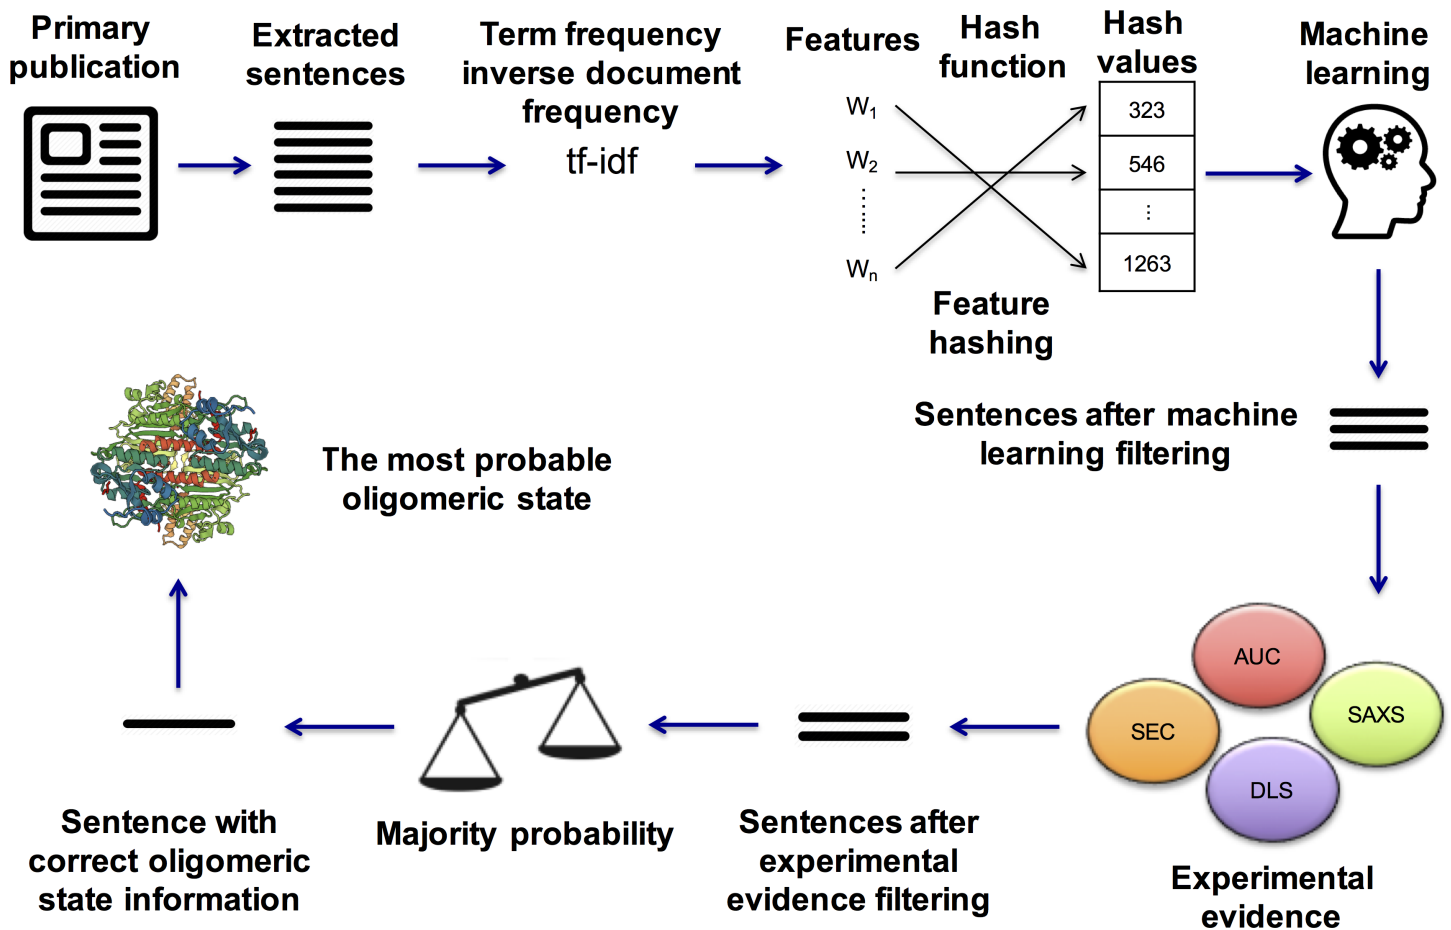 Primary
publication
Extracted
sentences
Term frequency
inverse document
frequency
tf-idf
Features
Hash
function
Hash
values
Machine
learning
W1
W2
Wn
323
546
⋮
1263
Feature
hashing
Sentences after machine
learning filtering
The most probable
oligomeric state
AUC
SAXS
SEC
DLS
Experimental
evidence
Sentences after
experimental
evidence filtering
Majority probability
Sentence with
correct oligomeric
state information